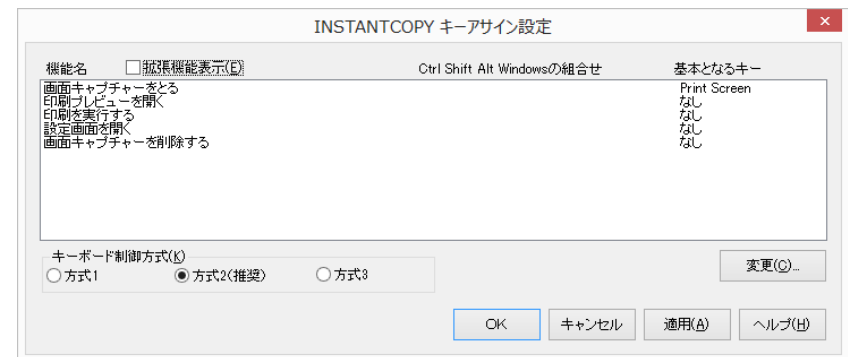 INSTANTCOPY キーアサイン設定
機能名 拡張機能表示(E) Ctrl Shift Alt Windowsの組合せ 基本となるキー
画面キャプチャーをとる Print Screen
印刷プレビューを開く なし
印刷を実行する なし
設定画面を開く なし
画面キャプチャーを削除する なし
キーボード制御方式(K)
方式1 方式2(推奨) 方式3 変更(C)...
OK キャンセル 適用(A) ヘルプ(H)